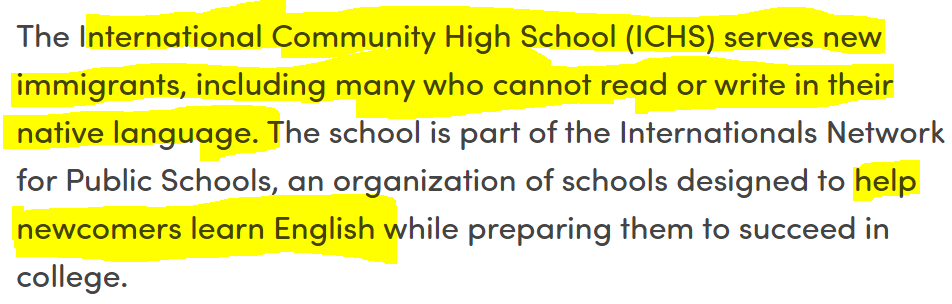 The International Community High School (ICHS) serves new
immigrants, including many who cannot read or write in their
native language. The school is part of the Internationals Network
for Public Schools, an organization of schools designed to help
newcomers learn English while preparing them to succeed in
college.